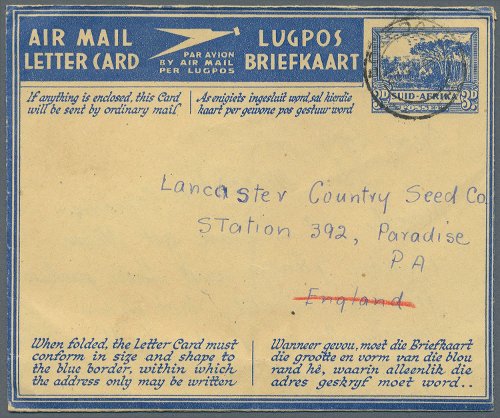 AIR MAIL
LETTER CARD
PAR AVION
BY AIR MAIL
PER LUGPOS
LUGPOS
BRIEFKAART
If anything is enclosed, this Card
will be sent by ordinary mail
As enigiets ingesluit word, sal hierdie
kaart per gewone pos gestuur word
3D SUID-AFRIKA 3D
POSSEËL
Lancaster Country Seed Co
Station 392, Paradise
P.A
England
When folded, the Letter Card must
conform in size and shape to
the blue border, within which
the address only may be written
Wanneer gevou, moet die Briefkaart
die grootte en vorm van die blou
rand hê, waarin alleenlik die
adres geskryf moet word..